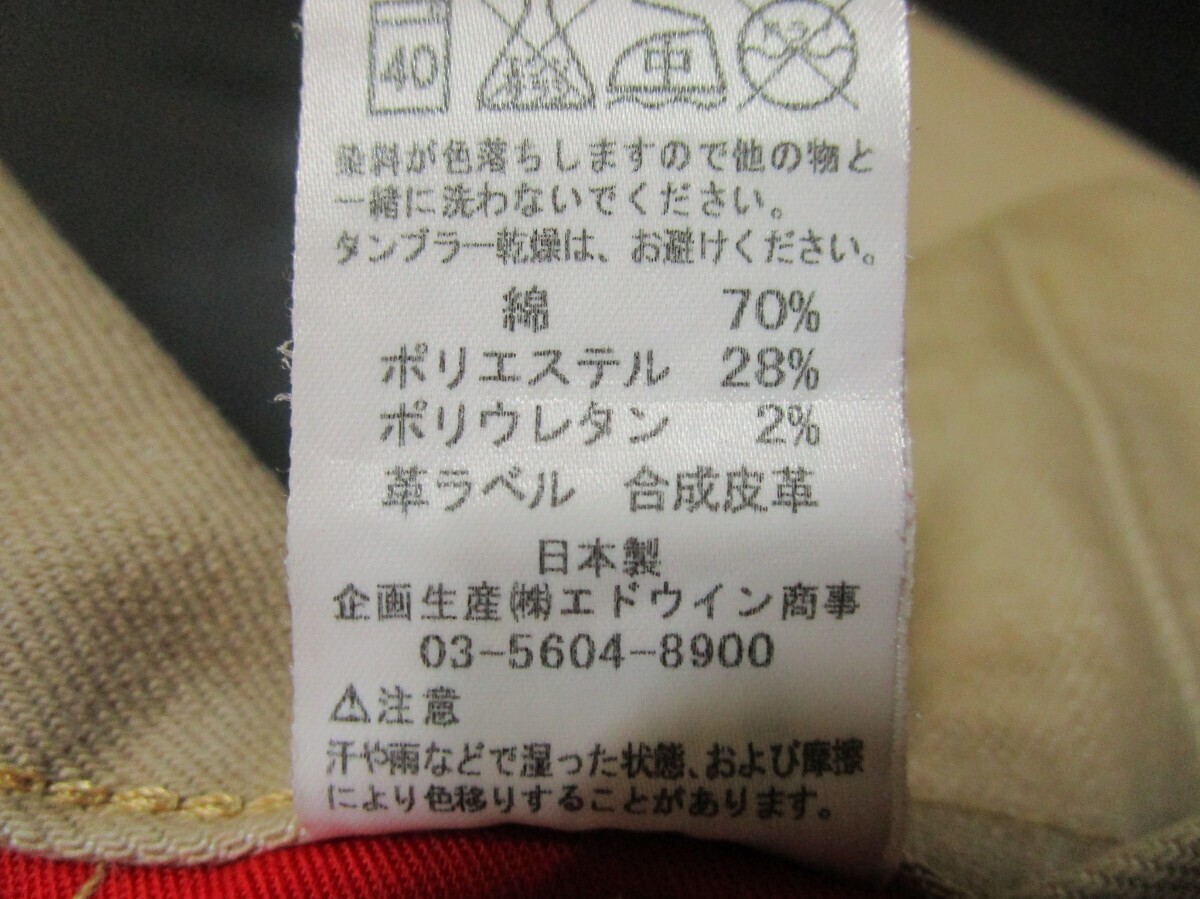 40
中
染料が色落ちしますので他の物と
一緒に洗わないでください。
タンブラー乾燥は、お避けください。
綿 70%
ポリエステル 28%
ポリウレタン 2%
革ラベル 合成皮革
日本製
企画生産㈱エドウイン商事
03-5604-8900
⚠注意
汗や雨などで湿った状態、および摩擦
により色移りすることがあります。